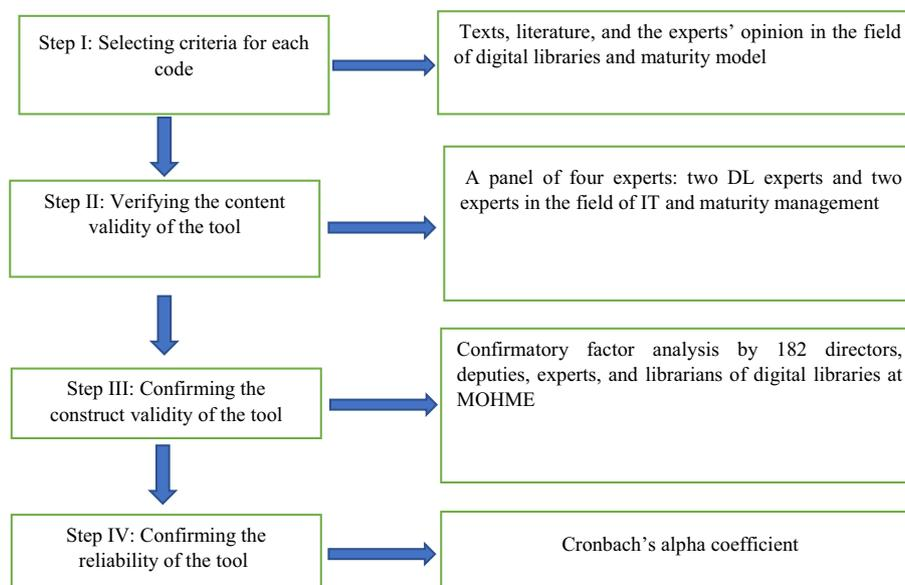 Step I: Selecting criteria for each
code
Texts, literature, and the experts’ opinion in the field
of digital libraries and maturity model
Step II: Verifying the content
validity of the tool
A panel of four experts: two DL experts and two
experts in the field of IT and maturity management
Step III: Confirming the
construct validity of the tool
Confirmatory factor analysis by 182 directors,
deputies, experts, and librarians of digital libraries at
MOHME
Step IV: Confirming the
reliability of the tool
Cronbach’s alpha coefficient